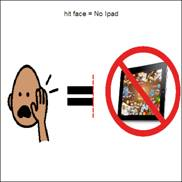 hit face = No Ipad